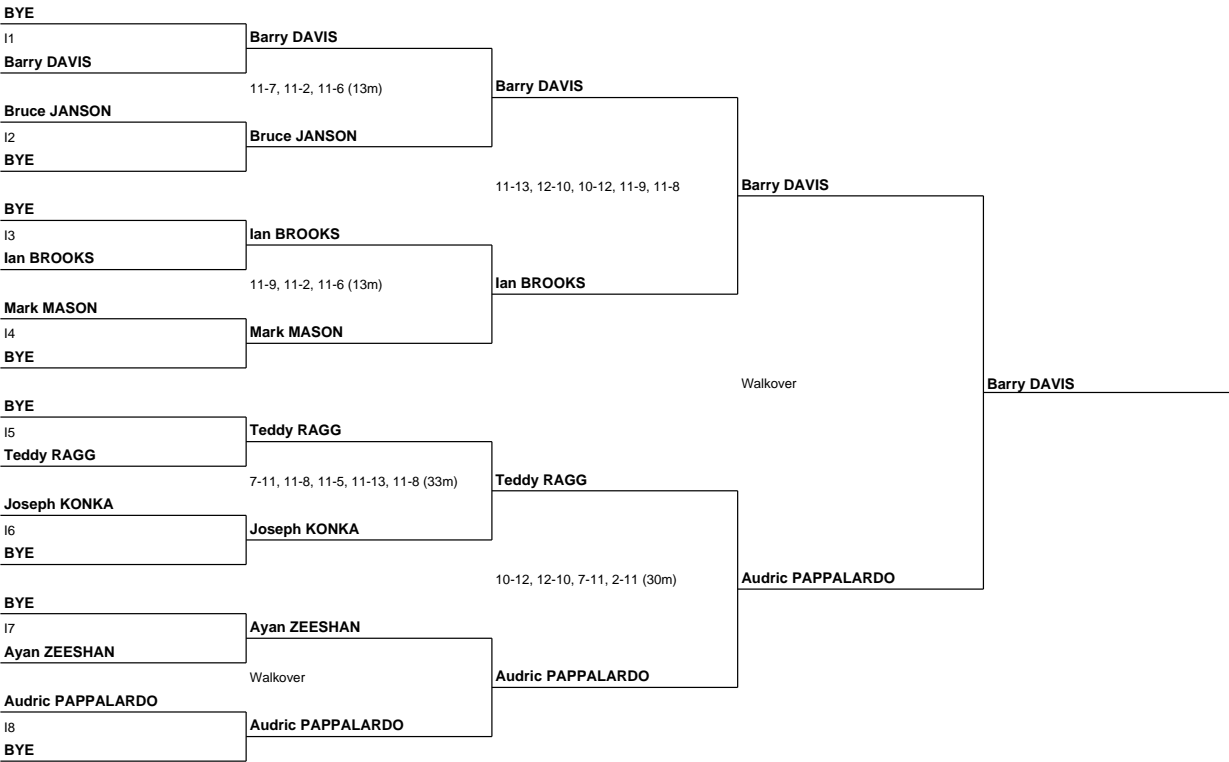 BYE
I1
Barry DAVIS
Bruce JANSON
I2
BYE
BYE
I3
Ian BROOKS
Mark MASON
I4
BYE
BYE
I5
Teddy RAGG
Joseph KONKA
I6
BYE
BYE
I7
Ayan ZEESHAN
Audric PAPPALARDO
I8
BYE
Barry DAVIS
11-7, 11-2, 11-6 (13m)
Bruce JANSON
Ian BROOKS
11-9, 11-2, 11-6 (13m)
Mark MASON
Teddy RAGG
7-11, 11-8, 11-5, 11-13, 11-8 (33m)
Joseph KONKA
Ayan ZEESHAN
Walkover
Audric PAPPALARDO
Barry DAVIS
11-13, 12-10, 10-12, 11-9, 11-8
Ian BROOKS
Teddy RAGG
10-12, 12-10, 7-11, 2-11 (30m)
Audric PAPPALARDO
Barry DAVIS
Walkover
Audric PAPPALARDO
Barry DAVIS